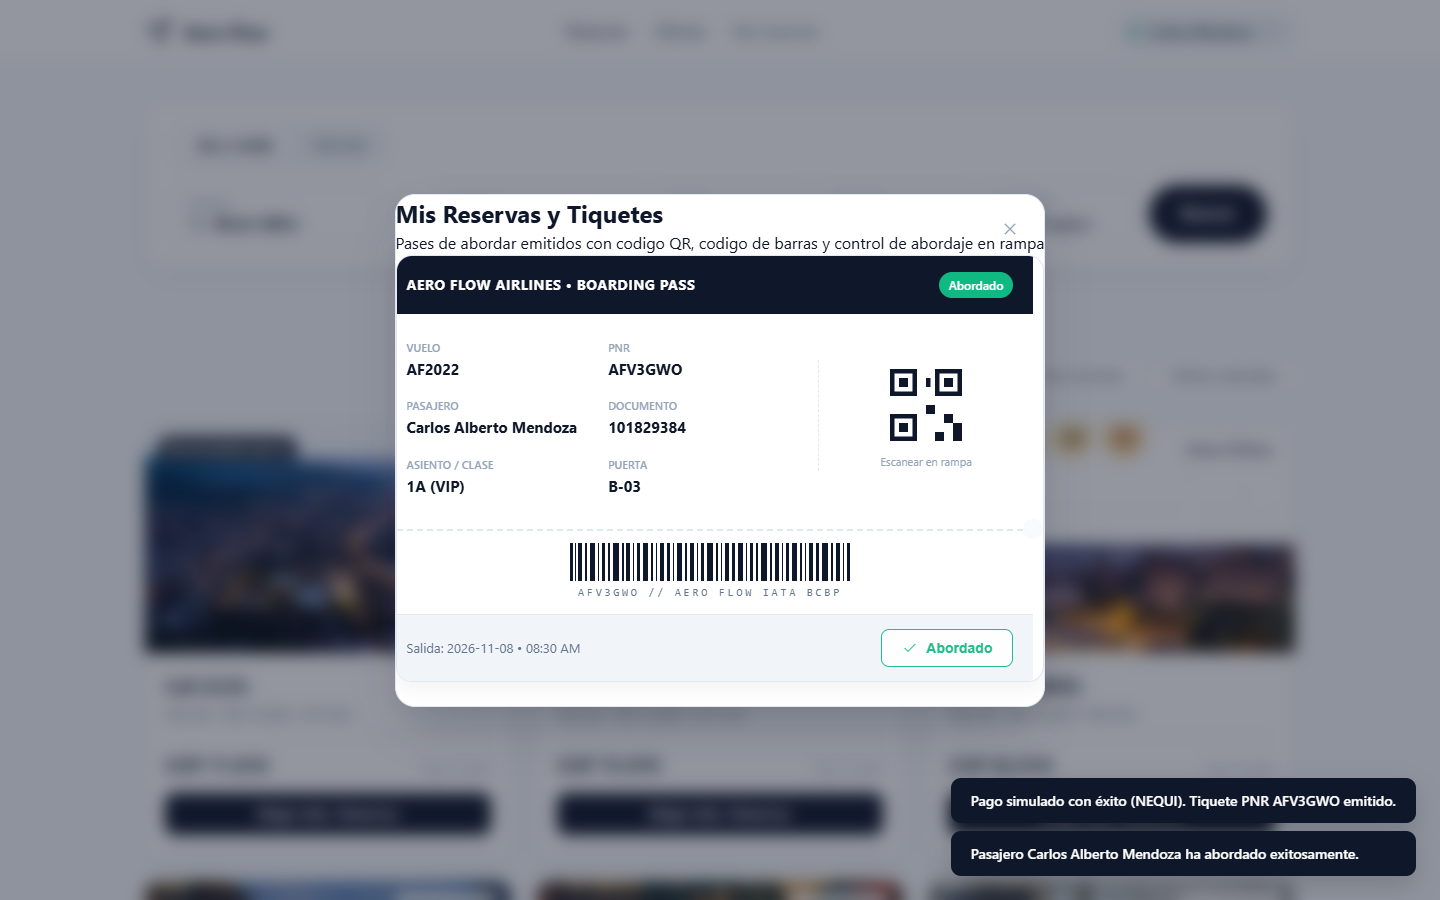 Mis Reservas y Tiquetes
Pases de abordar emitidos con codigo QR, codigo de barras y control de abordaje en rampa
AERO FLOW AIRLINES • BOARDING PASS
Abordado
VUELO
AF2022
PNR
AFV3GWO
PASAJERO
Carlos Alberto Mendoza
DOCUMENTO
101829384
ASIENTO / CLASE
1A (VIP)
PUERTA
B-03
Escanear en rampa
AFV3GWO // AERO FLOW IATA BCBP
Salida: 2026-11-08 • 08:30 AM
Abordado
Pago simulado con éxito (NEQUI). Tiquete PNR AFV3GWO emitido.
Pasajero Carlos Alberto Mendoza ha abordado exitosamente.